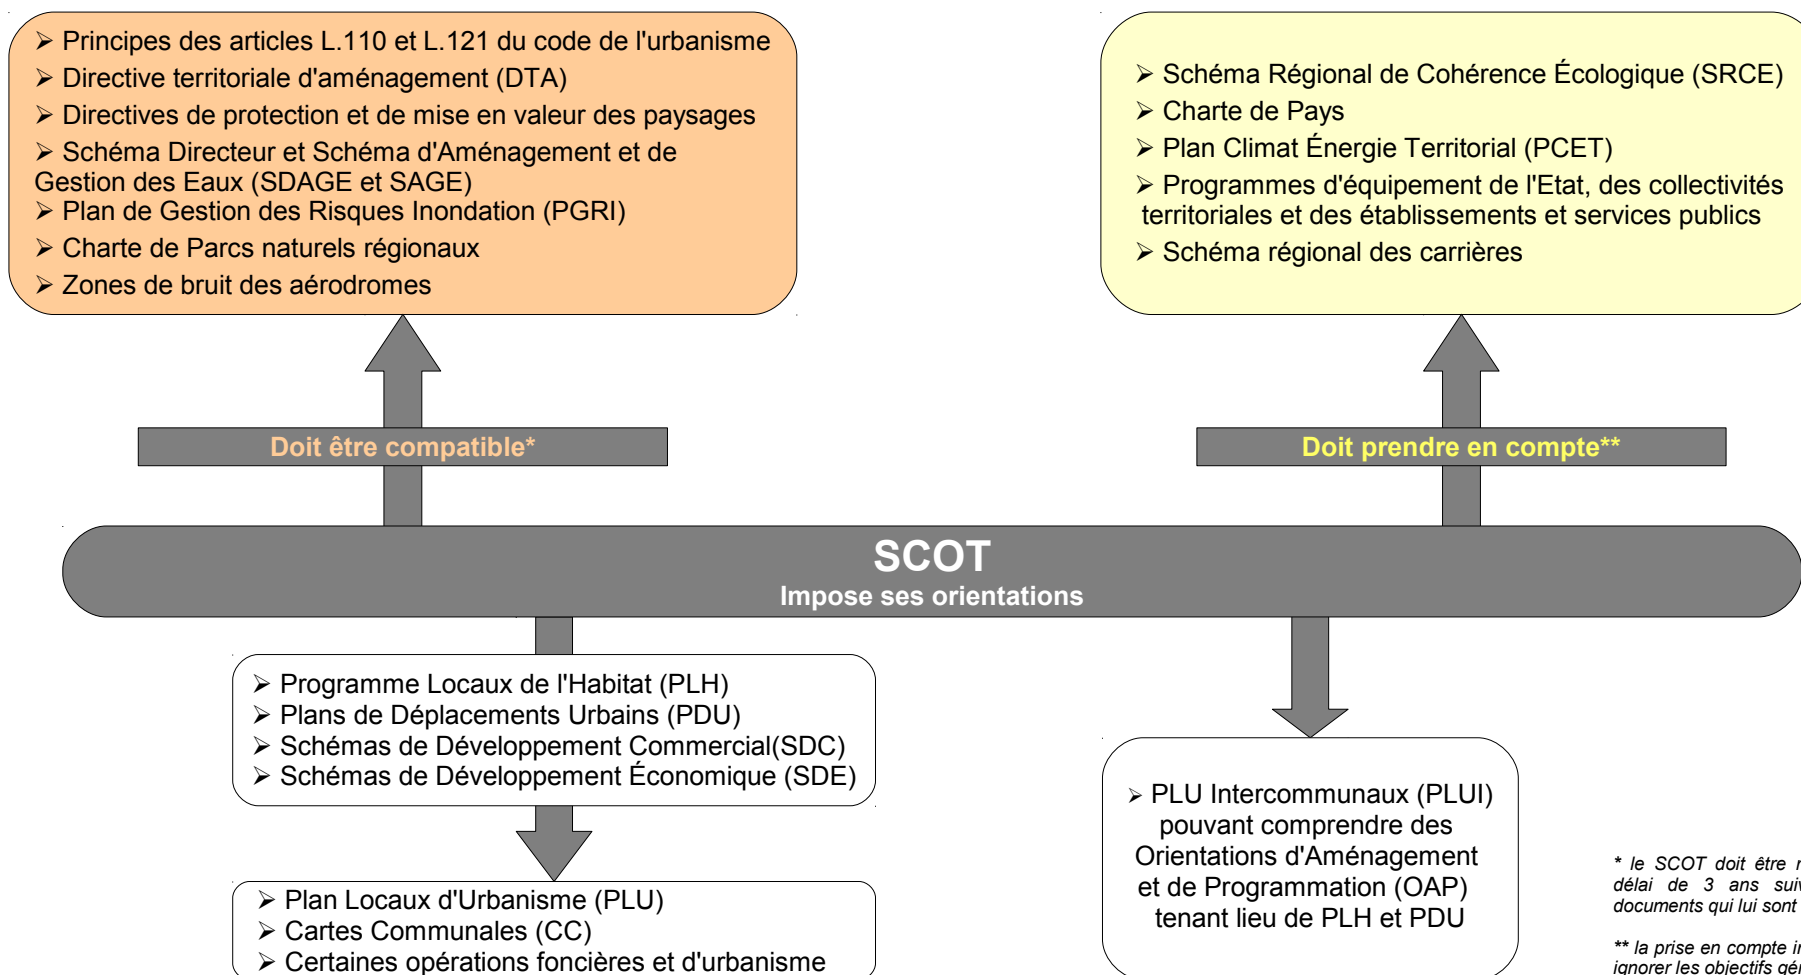 ➢ Principes des articles L.110 et L.121 du code de l'urbanisme
➢ Directive territoriale d'aménagement (DTA)
➢ Directives de protection et de mise en valeur des paysages
➢ Schéma Directeur et Schéma d'Aménagement et de
Gestion des Eaux (SDAGE et SAGE)
➢ Plan de Gestion des Risques Inondation (PGRI)
➢ Charte de Parcs naturels régionaux
➢ Zones de bruit des aérodromes
➢ Schéma Régional de Cohérence Écologique (SRCE)
➢ Charte de Pays
➢ Plan Climat Énergie Territorial (PCET)
➢ Programmes d'équipement de l'Etat, des collectivités
territoriales et des établissements et services publics
➢ Schéma régional des carrières
Doit être compatible*
Doit prendre en compte**
SCOT
Impose ses orientations
➢ Programme Locaux de l'Habitat (PLH)
➢ Plans de Déplacements Urbains (PDU)
➢ Schémas de Développement Commercial(SDC)
➢ Schémas de Développement Économique (SDE)
➢ Plan Locaux d'Urbanisme (PLU)
➢ Cartes Communales (CC)
➢ Certaines opérations foncières et d'urbanisme
➢ PLU Intercommunaux (PLUI)
pouvant comprendre des
Orientations d'Aménagement
et de Programmation (OAP)
tenant lieu de PLH et PDU
* le SCOT doit être
délai de 3 ans
documents qui lui sont
** la prise en compte
ignorer les objectifs